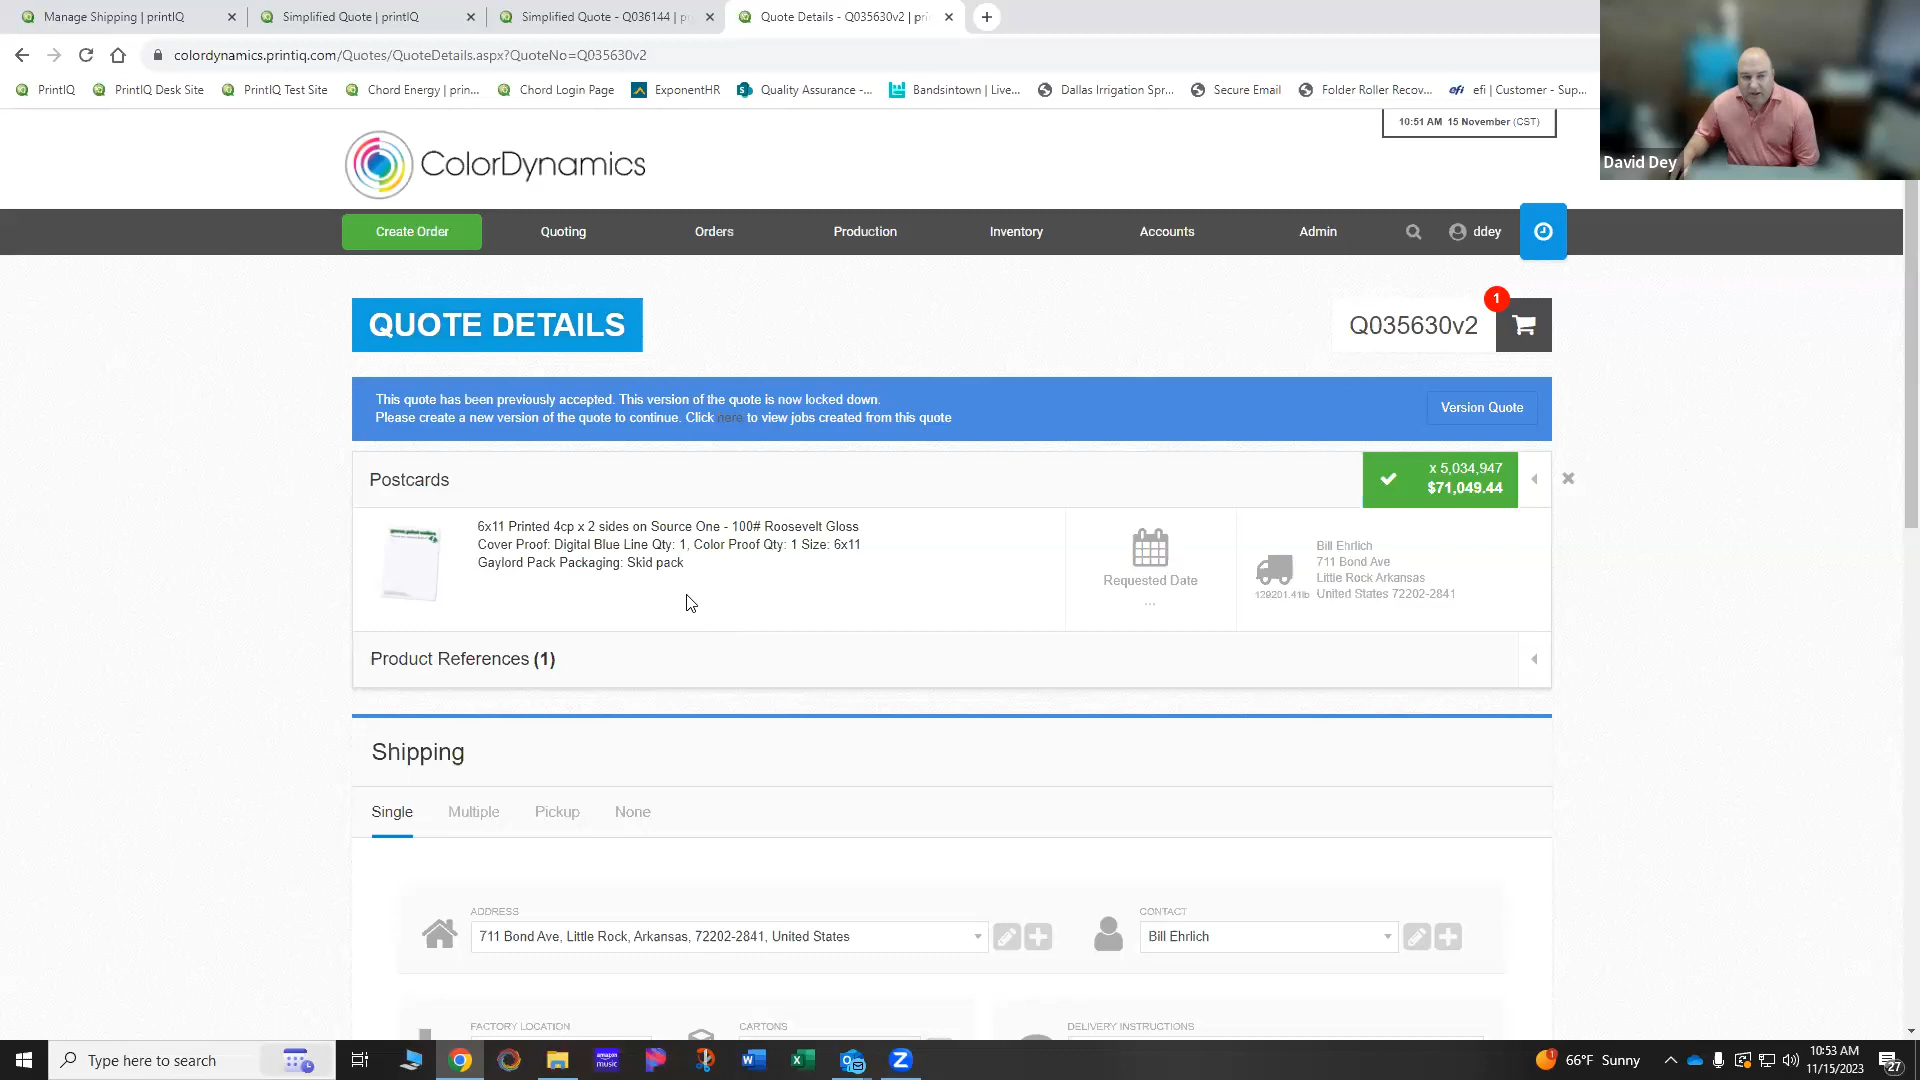 Manage Shipping | printIQ
Simplified Quote | printIQ
Simplified Quote - Q036144 | p
Quote Details - Q035630v2 | pri
colordynamics.printiq.com/Quotes/QuoteDetails.aspx?QuoteNo=Q035630v2
PrintIQ
PrintIQ Desk Site
PrintIQ Test Site
Chord Energy | prin...
Chord Login Page
ExponentHR
Quality Assurance -...
Bandsintown | Live...
Dallas Irrigation Spr...
Secure Email
Folder Roller Recov...
efi | Customer - Sup...
David Dey
10:51 AM 15 November (CST)
ColorDynamics
Create Order
Quoting
Orders
Production
Inventory
Accounts
Admin
ddey
QUOTE DETAILS
Q035630v2
1
This quote has been previously accepted. This version of the quote is now locked down.
Please create a new version of the quote to continue. Click here to view jobs created from this quote
Version Quote
Postcards
x 5,034,947
$71,049.44
6x11 Printed 4cp x 2 sides on Source One - 100# Roosevelt Gloss
Cover Proof: Digital Blue Line Qty: 1, Color Proof Qty: 1 Size: 6x11
Gaylord Pack Packaging: Skid pack
Requested Date
...
129201.41lb
Bill Ehrlich
711 Bond Ave
Little Rock Arkansas
United States 72202-2841
Product References (1)
Shipping
Single
Multiple
Pickup
None
ADDRESS
711 Bond Ave, Little Rock, Arkansas, 72202-2841, United States
CONTACT
Bill Ehrlich
FACTORY LOCATION
CARTONS
DELIVERY INSTRUCTIONS
Type here to search
amazon music
66°F Sunny
10:53 AM
11/15/2023
27